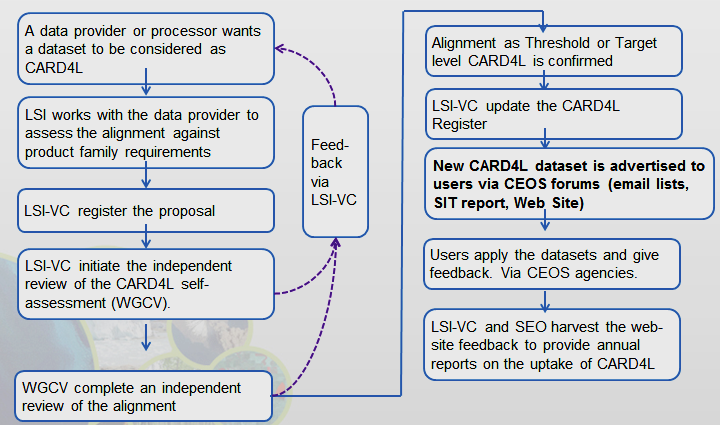 A data provider or processor wants
a dataset to be considered as
CARD4L
LSI works with the data provider to
assess the alignment against
product family requirements
LSI-VC register the proposal
LSI-VC initiate the independent
review of the CARD4L self-
assessment (WGCV).
WGCV complete an independent
review of the alignment
Feed-
back
via
LSI-VC
Alignment as Threshold or Target
level CARD4L is confirmed
LSI-VC update the CARD4L
Register
New CARD4L dataset is advertised to
users via CEOS forums (email lists,
SIT report, Web Site)
Users apply the datasets and give
feedback. Via CEOS agencies.
LSI-VC and SEO harvest the web-
site feedback to provide annual
reports on the uptake of CARD4L